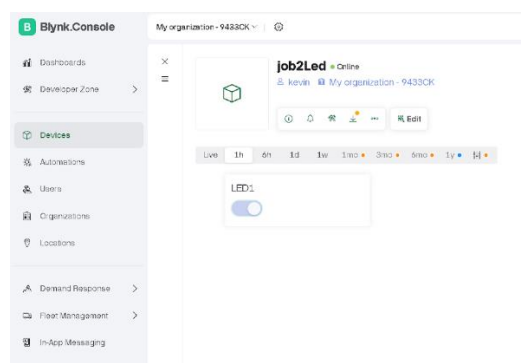 B Blynk.Console
My organization - 9433CK
Dashboards
Developer Zone
Devices
Automations
Users
Organizations
Locations
Demand Response
Fleet Management
In-App Messaging
job2Led • Online
kevin My organization - 9433CK
Edit
Live 1h 6h 1d 1w 1mo 3mo 6mo 1y
LED1